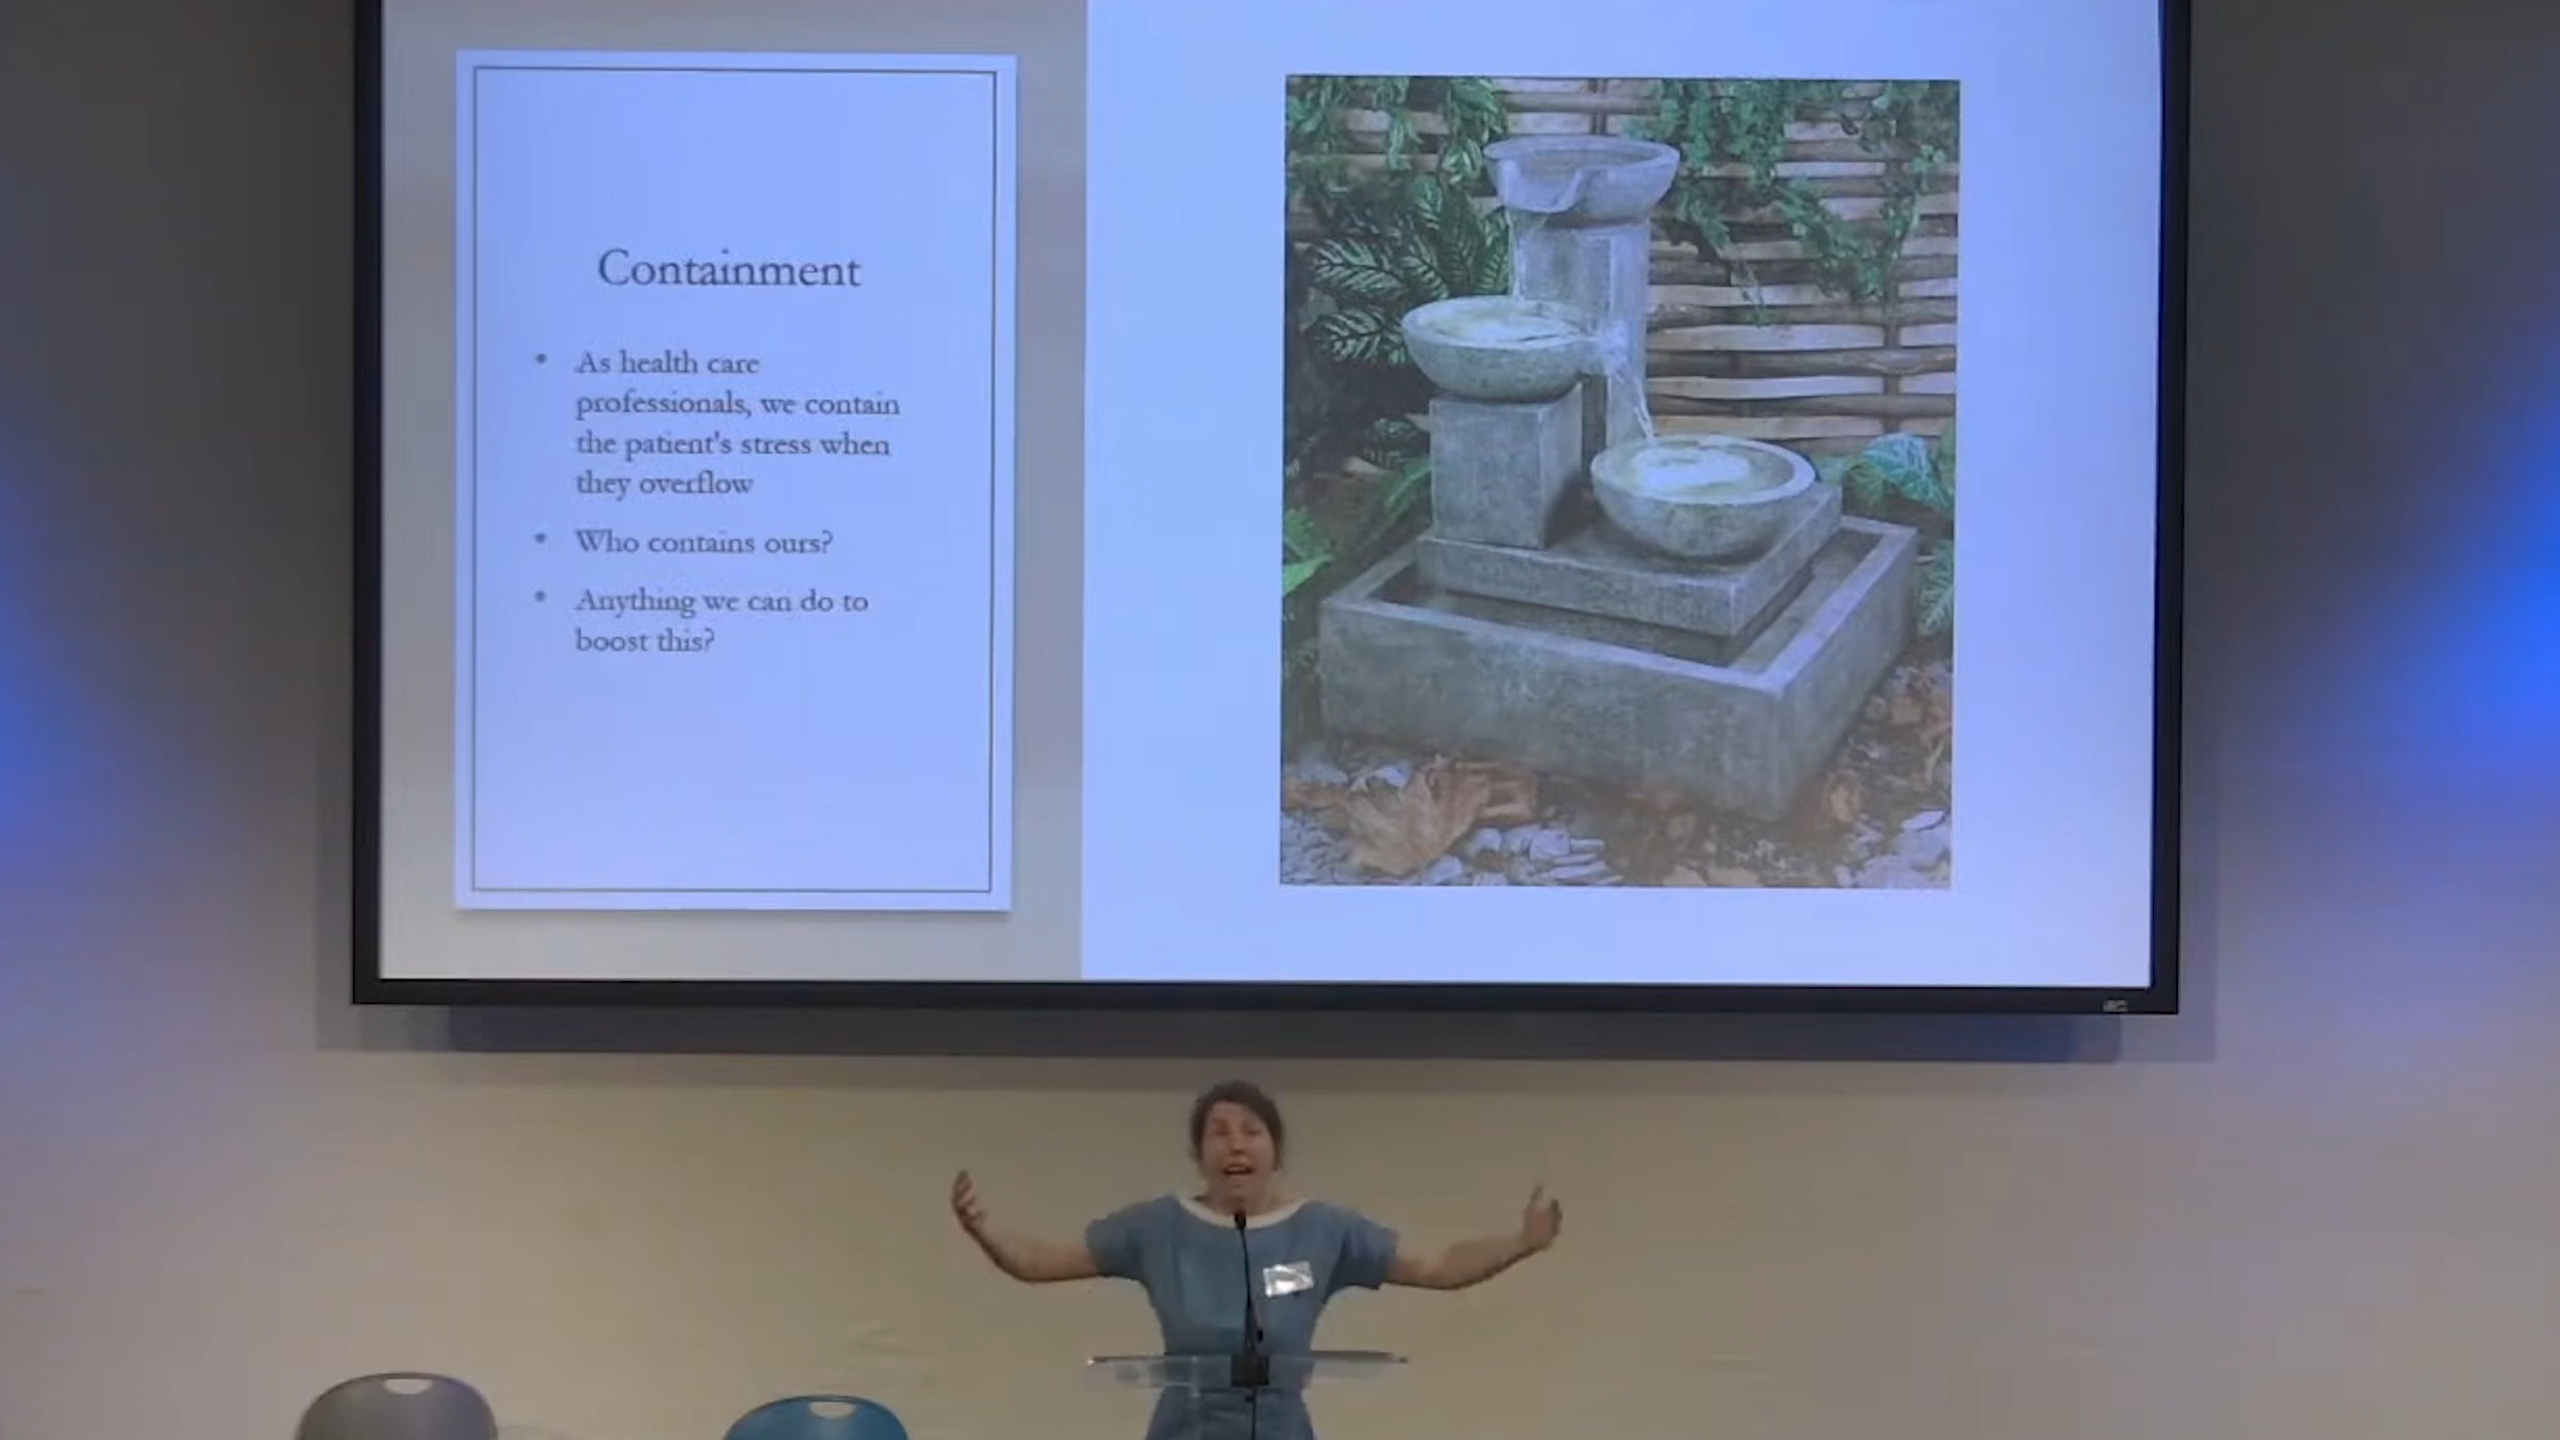 Containment
• As health care
professionals, we contain
the patient's stress when
they overflow
• Who contains ours?
• Anything we can do to
boost this?